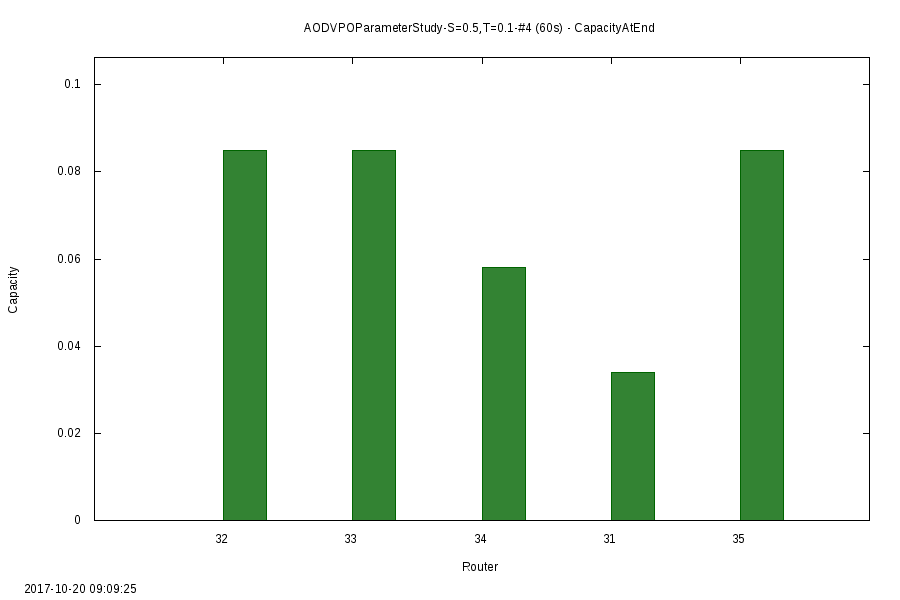 AODVPOParameterStudy-S=0.5,T=0.1-#4 (60s) - CapacityAtEnd
0.1
0.08
0.06
0.04
0.02
0
Capacity
32 33 34 31 35
Router
2017-10-20 09:09:25